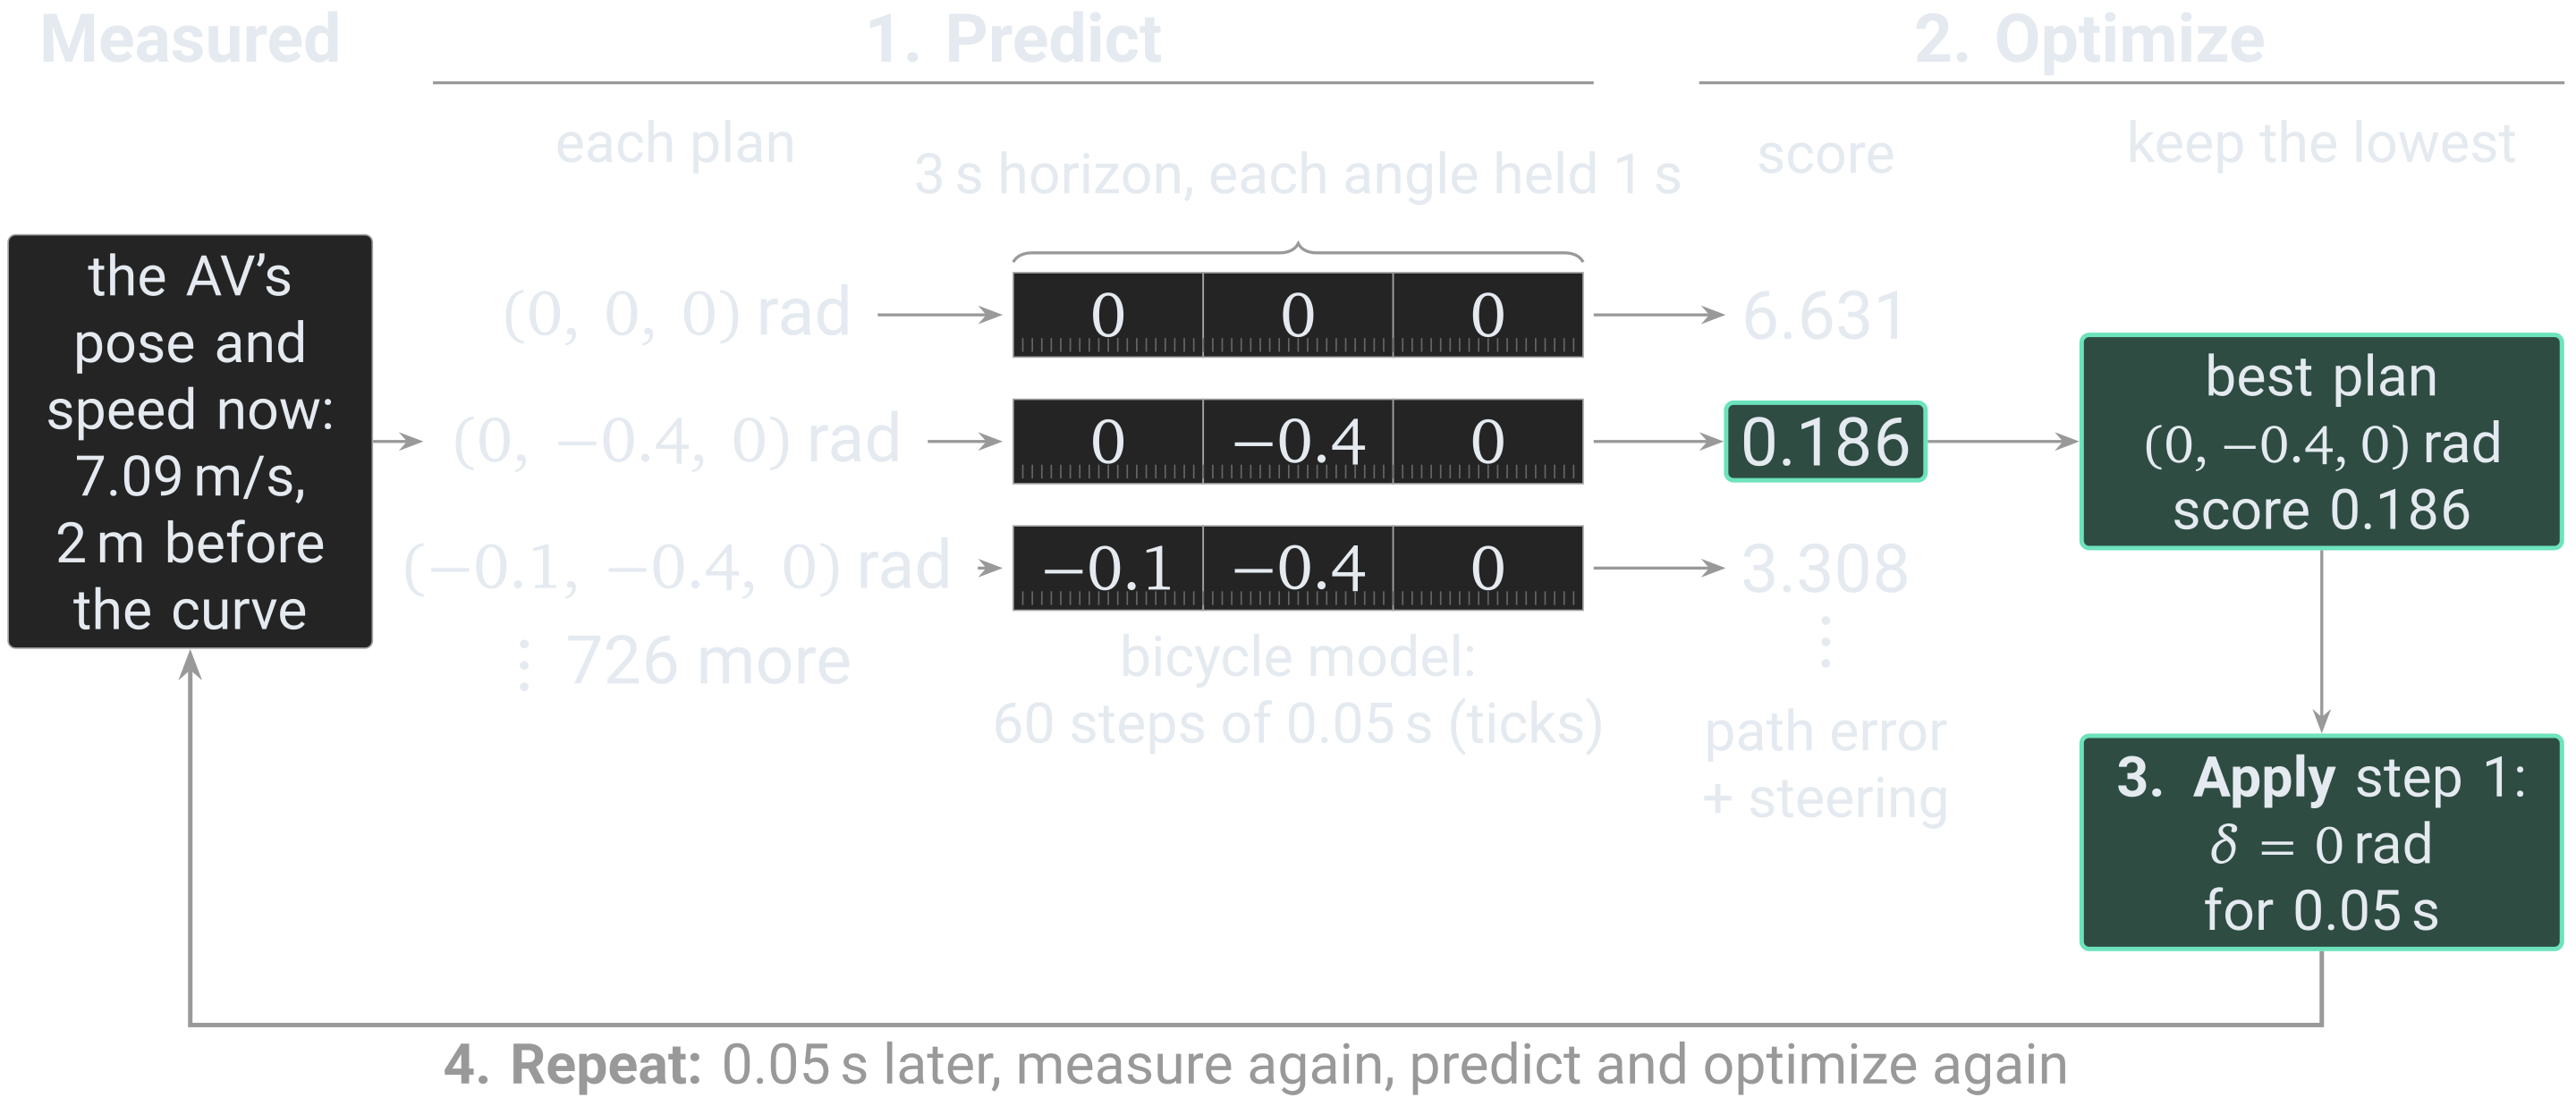 Measured
1. Predict
2. Optimize
each plan
3 s horizon, each angle held 1 s
score
keep the lowest
the AV's
pose and
speed now:
7.09 m/s,
2 m before
the curve
(0, 0, 0) rad
0 0 0
6.631
(0, −0.4, 0) rad
0 −0.4 0
0.186
(−0.1, −0.4, 0) rad
−0.1 −0.4 0
3.308
⋮ 726 more
⋮
bicycle model:
60 steps of 0.05 s (ticks)
path error
+ steering
best plan
(0, −0.4, 0) rad
score 0.186
3. Apply step 1:
δ = 0 rad
for 0.05 s
4. Repeat: 0.05 s later, measure again, predict and optimize again